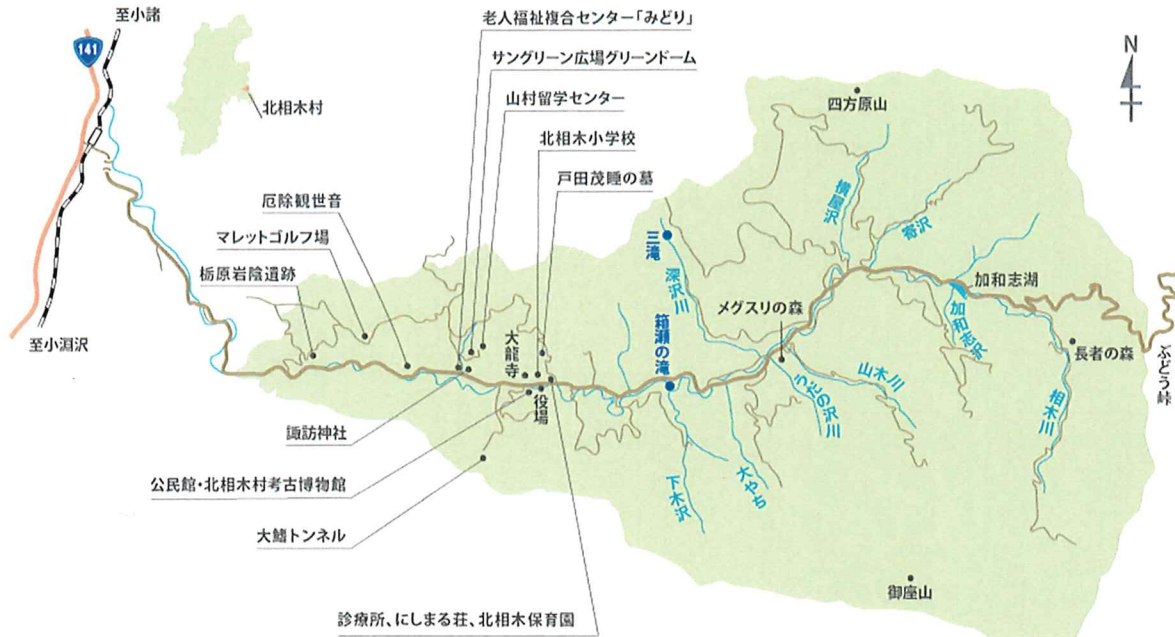 至小諸
141
北相木村
至小淵沢
老人福祉複合センター「みどり」
サングリーン広場グリーンドーム
山村留学センター
北相木小学校
戸田茂睡の墓
厄除観世音
マレットゴルフ場
栃原岩陰遺跡
大龍寺
役場
諏訪神社
公民館・北相木村考古博物館
大鰭トンネル
診療所、にしまる荘、北相木保育園
N
四方原山
横屋沢
寄沢
三滝
深沢川
箱瀬の滝
メグスリの森
加和志湖
加和志沢
長者の森
ぶどう峠
相木川
山木川
うだの沢川
大やち
下木沢
御座山